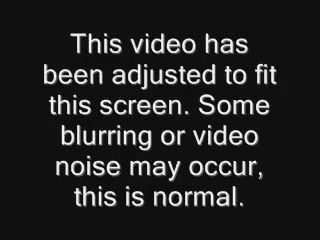 This video has
been adjusted to fit
this screen. Some
blurring or video
noise may occur,
this is normal.